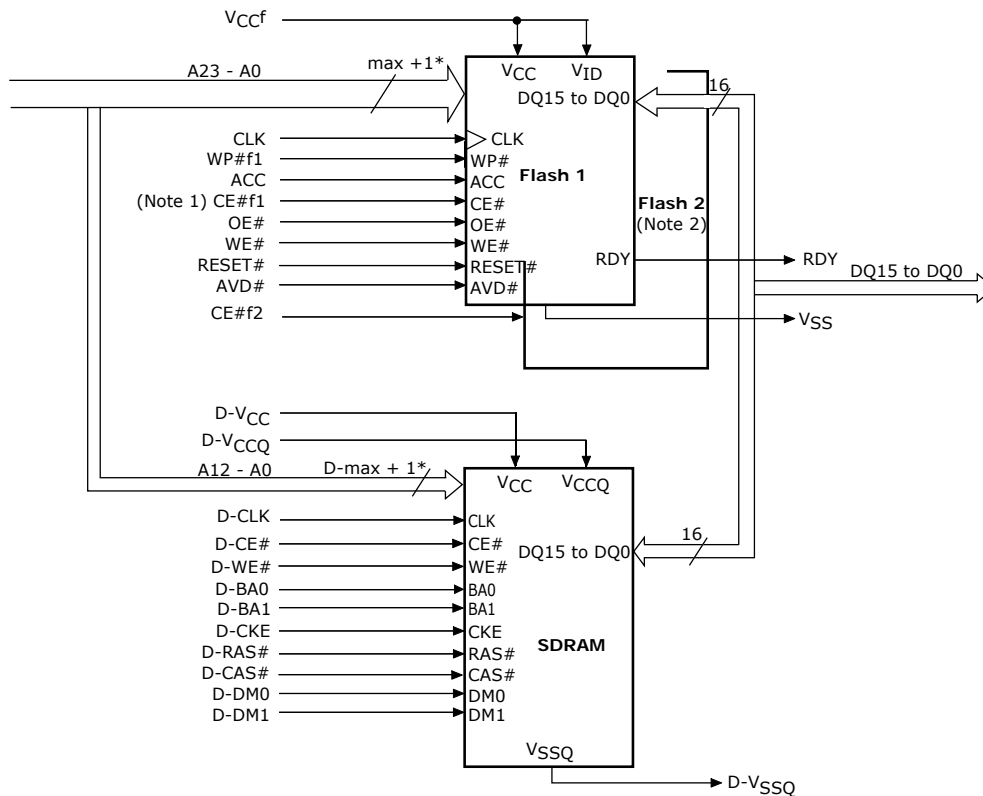 VCCf
A23 - A0
max +1*
VCC
VID
DQ15 to DQ0
16
CLK
CLK
WP#f1
WP#
ACC
ACC
Flash 1
(Note 1) CE#f1
CE#
Flash 2
OE#
OE#
(Note 2)
WE#
WE#
RESET#
RESET#
RDY
RDY
AVD#
AVD#
DQ15 to DQ0
CE#f2
VSS
D-VCC
D-VCCQ
A12 - A0
D-max + 1*
VCC
VCCQ
D-CLK
CLK
D-CE#
CE#
DQ15 to DQ0
16
D-WE#
WE#
D-BA0
BA0
D-BA1
BA1
D-CKE
CKE
SDRAM
D-RAS#
RAS#
D-CAS#
CAS#
D-DM0
DM0
D-DM1
DM1
VSSQ
D-VSSQ